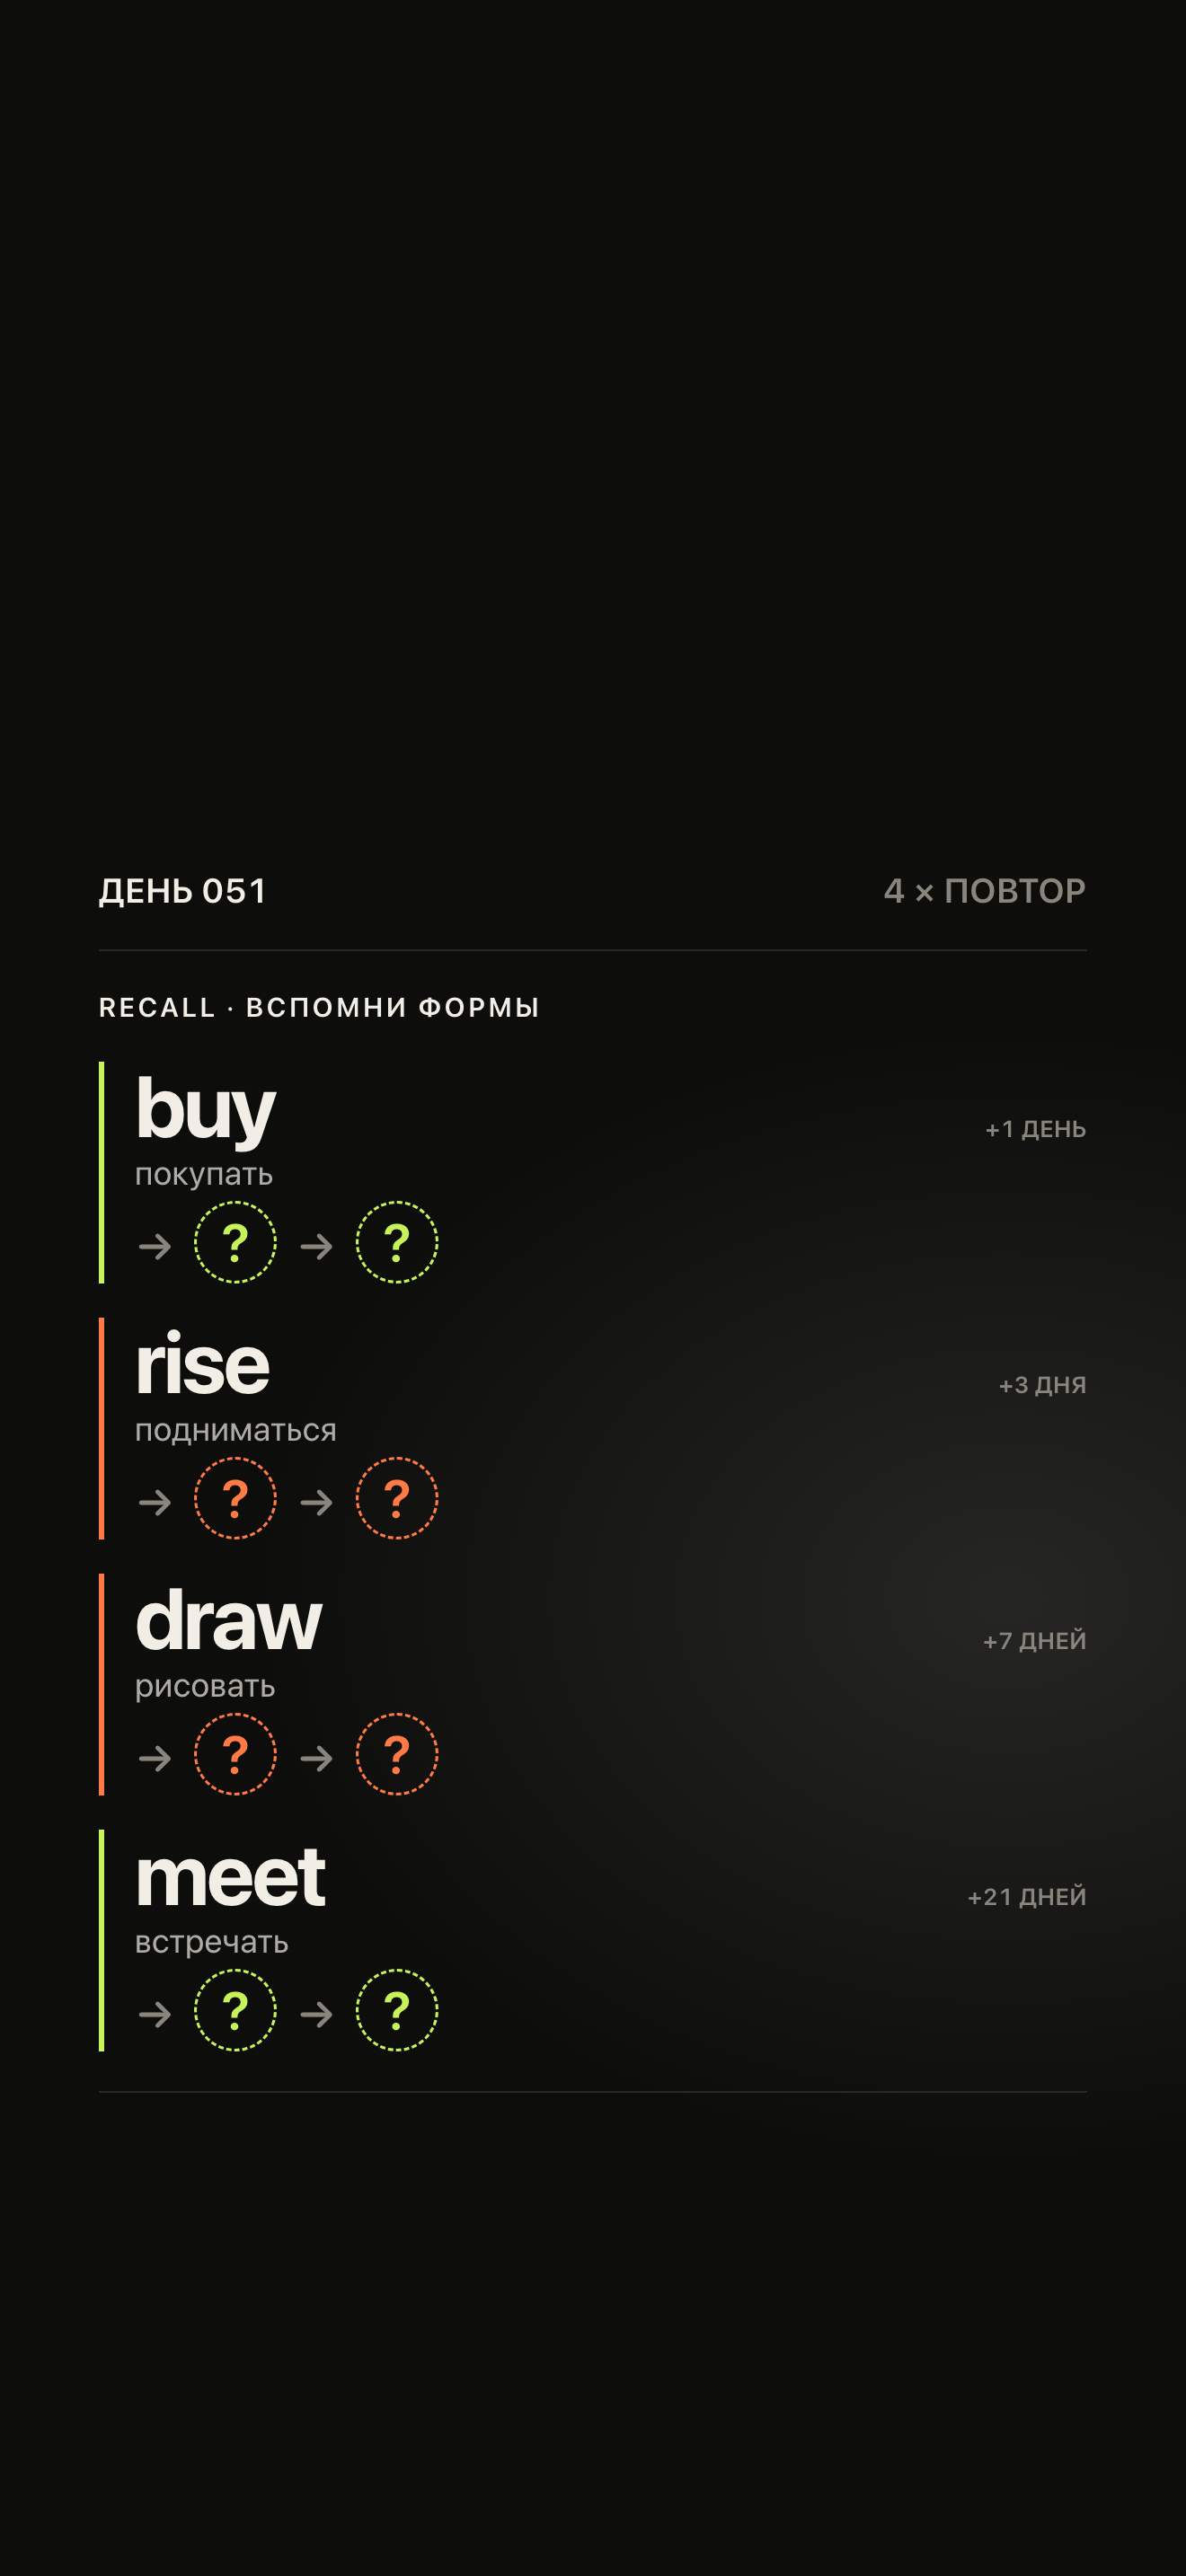 ДЕНЬ 051
4 × ПОВТОР
RECALL · ВСПОМНИ ФОРМЫ
buy
+1 ДЕНЬ
покупать
→ ? → ?
rise
+3 ДНЯ
подниматься
→ ? → ?
draw
+7 ДНЕЙ
рисовать
→ ? → ?
meet
+21 ДНЕЙ
встречать
→ ? → ?